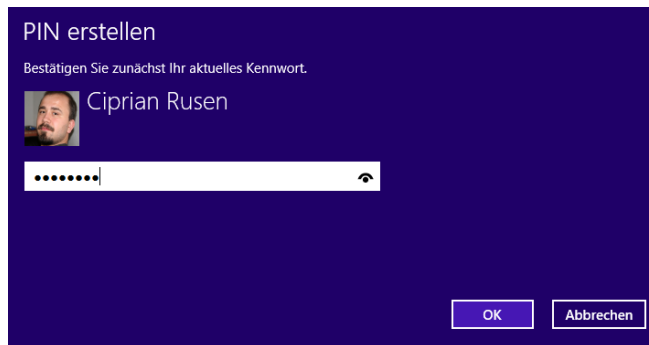 PIN erstellen
Bestätigen Sie zunächst Ihr aktuelles Kennwort.
Ciprian Rusen
••••••••
OK
Abbrechen